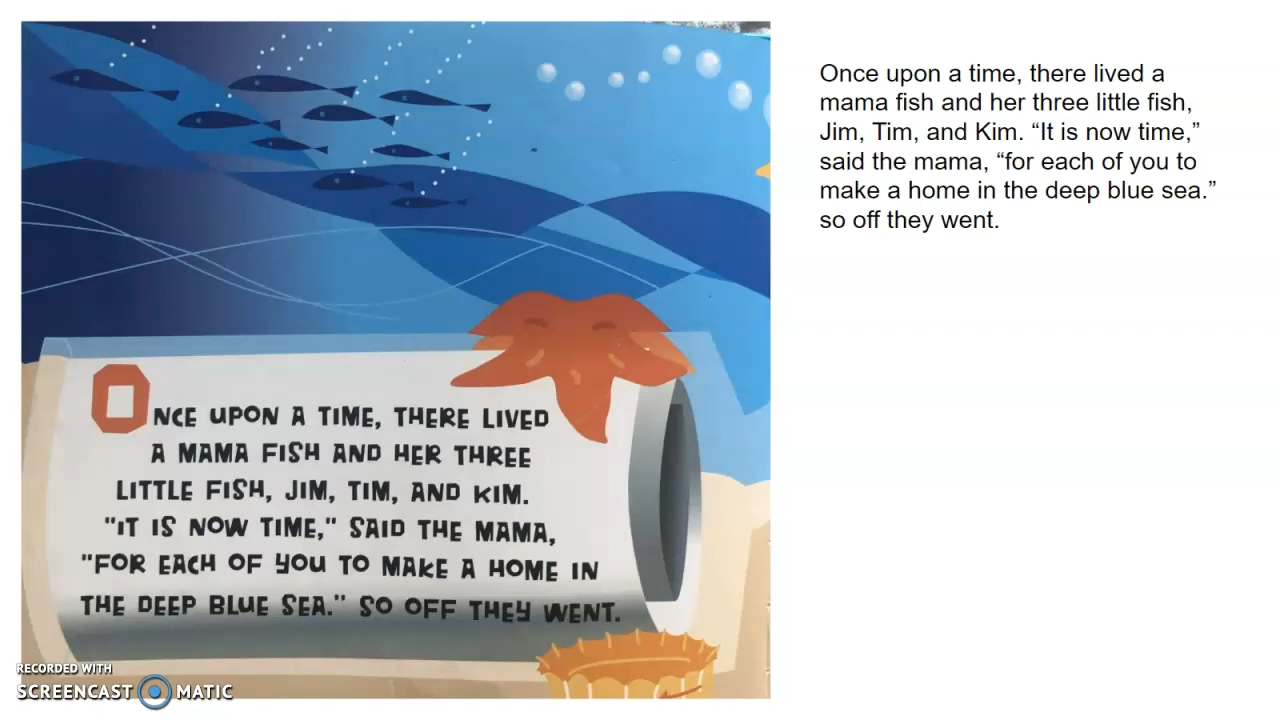 ONCE UPON A TIME, THERE LIVED
A MAMA FISH AND HER THREE
LITTLE FISH, JIM, TIM, AND KIM.
"IT IS NOW TIME," SAID THE MAMA,
"FOR EACH OF YOU TO MAKE A HOME IN
THE DEEP BLUE SEA." SO OFF THEY WENT.
RECORDED WITH
SCREENCAST MATIC
Once upon a time, there lived a
mama fish and her three little fish,
Jim, Tim, and Kim. “It is now time,”
said the mama, “for each of you to
make a home in the deep blue sea.”
so off they went.